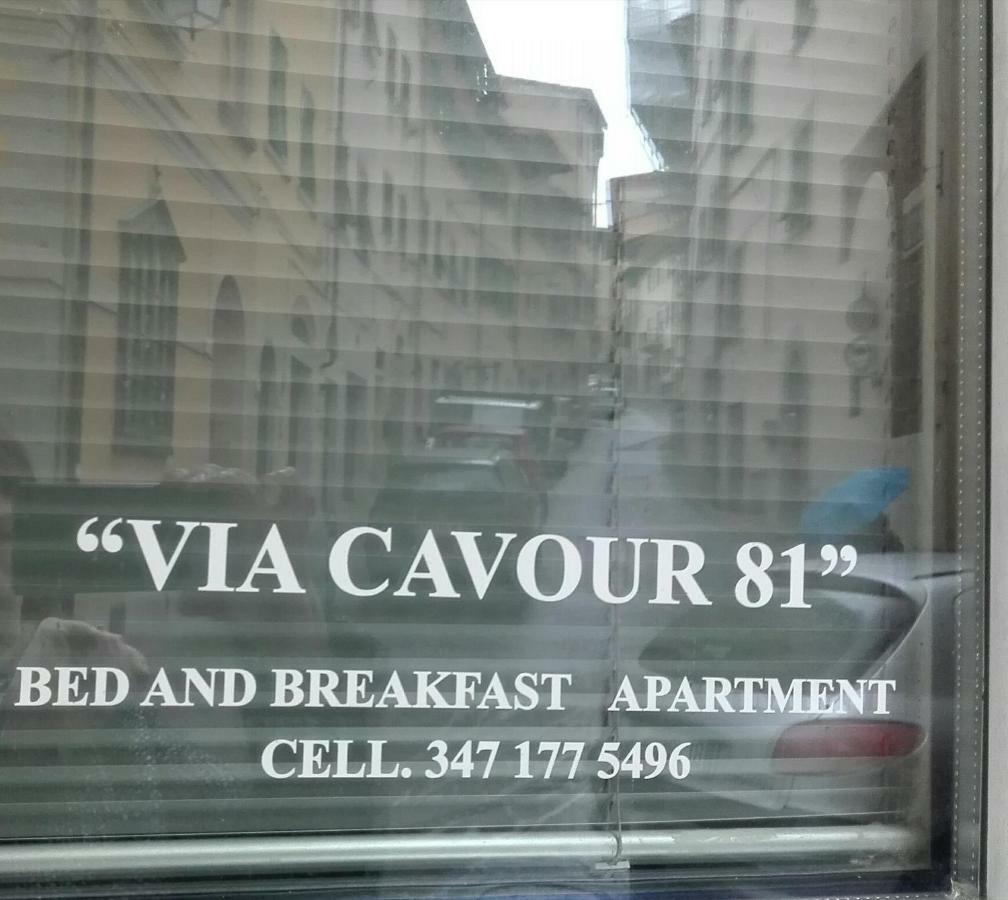 “VIA CAVOUR 81”
BED AND BREAKFAST APARTMENT
CELL. 347 177 5496